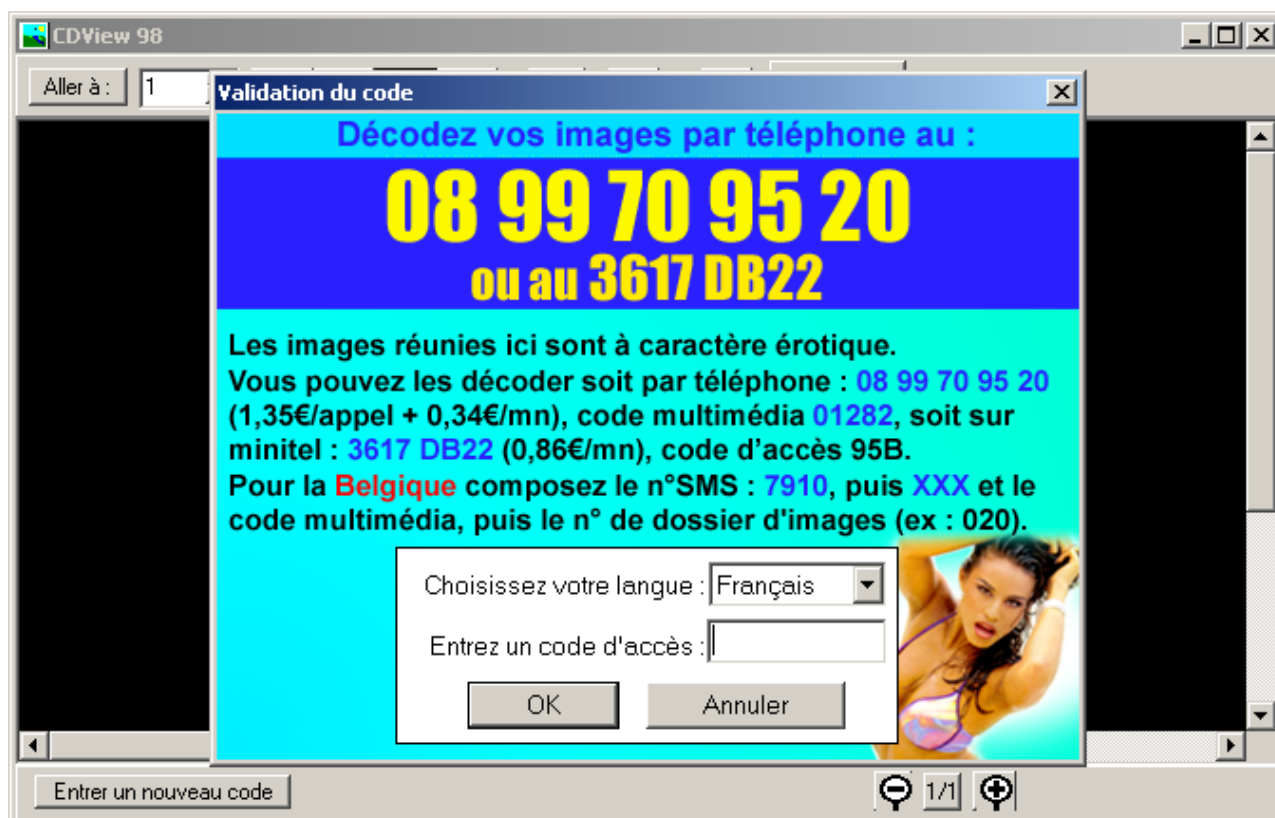 CDView 98
Aller à :
1
Validation du code
Décodez vos images par téléphone au :
08 99 70 95 20
ou au 3617 DB22
Les images réunies ici sont à caractère érotique.
Vous pouvez les décoder soit par téléphone : 08 99 70 95 20
(1,35€/appel + 0,34€/mn), code multimédia 01282, soit sur
minitel : 3617 DB22 (0,86€/mn), code d'accès 95B.
Pour la Belgique composez le n°SMS : 7910, puis XXX et le
code multimédia, puis le n° de dossier d'images (ex : 020).
Choisissez votre langue : Français
Entrez un code d'accès :
OK
Annuler
Entrer un nouveau code
1/1